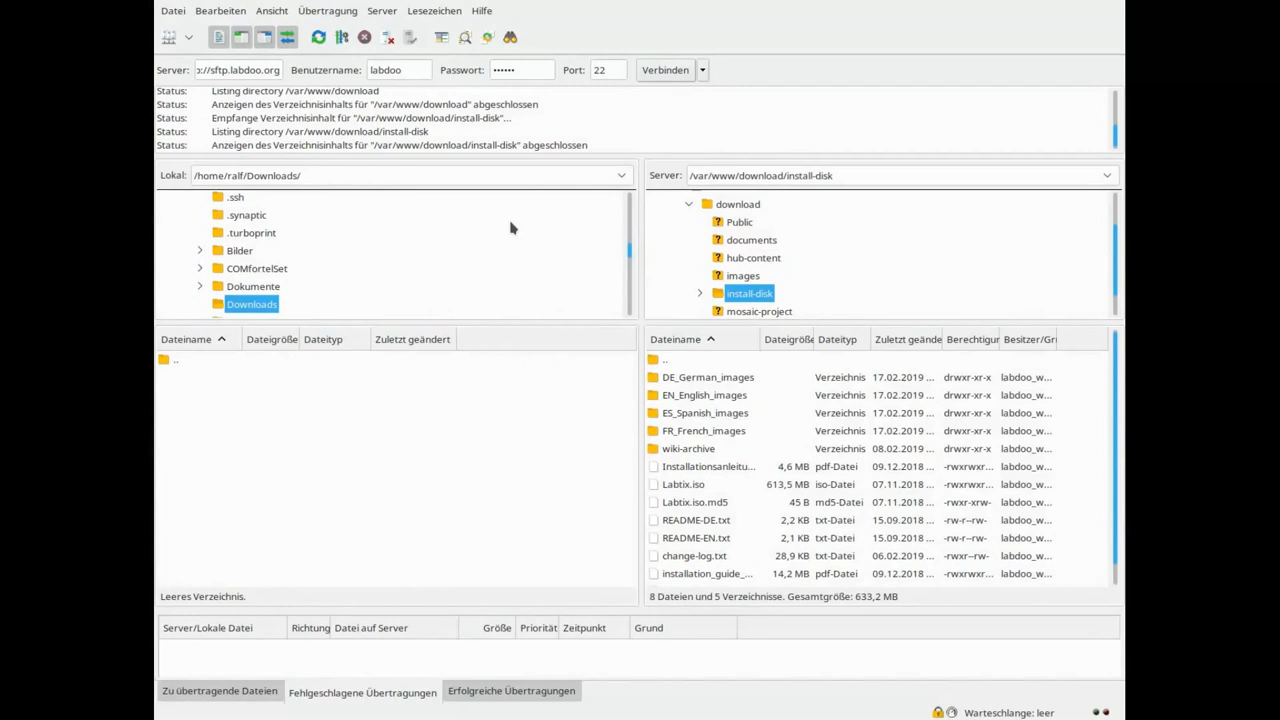 Datei Bearbeiten Ansicht Übertragung Server Lesezeichen Hilfe
Server: ɔ://sftp.labdoo.org Benutzername: labdoo Passwort: •••••• Port: 22 Verbinden
Status: Listing directory /var/www/download
Status: Anzeigen des Verzeichnisinhalts für "/var/www/download" abgeschlossen
Status: Empfange Verzeichnisinhalt für "/var/www/download/install-disk"...
Status: Listing directory /var/www/download/install-disk
Status: Anzeigen des Verzeichnisinhalts für "/var/www/download/install-disk" abgeschlossen
Lokal: /home/ralf/Downloads/
.ssh
.synaptic
.turboprint
Bilder
COMfortelSet
Dokumente
Downloads
Dateiname Dateigröße Dateityp Zuletzt geändert
..
Leeres Verzeichnis.
Server: /var/www/download/install-disk
download
Public
documents
hub-content
images
install-disk
mosaic-project
Dateiname Dateigröße Dateityp Zuletzt geände Berechtigur Besitzer/Gri
..
DE_German_images Verzeichnis 17.02.2019 ... drwxr-xr-x labdoo_w...
EN_English_images Verzeichnis 17.02.2019 ... drwxr-xr-x labdoo_w...
ES_Spanish_images Verzeichnis 17.02.2019 ... drwxr-xr-x labdoo_w...
FR_French_images Verzeichnis 17.02.2019 ... drwxr-xr-x labdoo_w...
wiki-archive Verzeichnis 08.02.2019 ... drwxr-xr-x labdoo_w...
Installationsanleitu... 4,6 MB pdf-Datei 09.12.2018 ... -rwxrwxr... labdoo_w...
Labtix.iso 613,5 MB iso-Datei 07.11.2018 ... -rwxrwxr... labdoo_w...
Labtix.iso.md5 45 B md5-Datei 07.11.2018 ... -rwxr-xrw- labdoo_w...
README-DE.txt 2,2 KB txt-Datei 15.09.2018 ... -rw-r--rw- labdoo_w...
README-EN.txt 2,1 KB txt-Datei 15.09.2018 ... -rw-r--rw- labdoo_w...
change-log.txt 28,9 KB txt-Datei 06.02.2019 ... -rwxr--rw- labdoo_w...
installation_guide_... 14,2 MB pdf-Datei 09.12.2018 ... -rwxrwxr... labdoo_w...
8 Dateien und 5 Verzeichnisse. Gesamtgröße: 633,2 MB
Server/Lokale Datei Richtung Datei auf Server Größe Priorität Zeitpunkt Grund
Zu übertragende Dateien Fehlgeschlagene Übertragungen Erfolgreiche Übertragungen
Warteschlange: leer